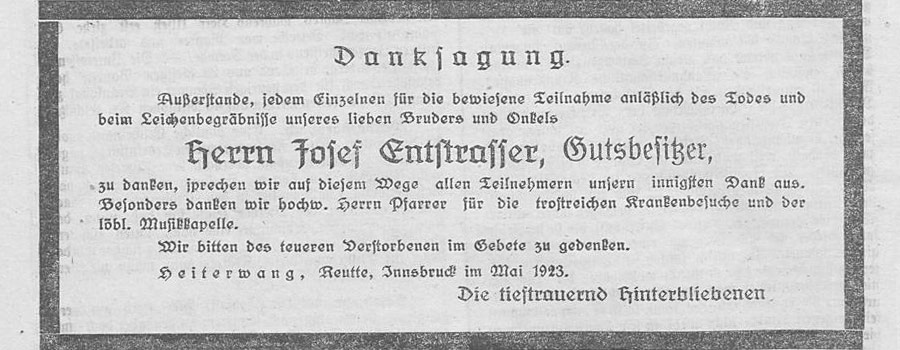 Danksagung.
Außerstande, jedem Einzelnen für die bewiesene Teilnahme anläßlich des Todes und
beim Leichenbegräbnisse unseres lieben Bruders und Onkels
Herrn Josef Entstrasser, Gutsbesitzer,
zu danken, sprechen wir auf diesem Wege allen Teilnehmern unsern innigsten Dank aus.
Besonders danken wir hochw. Herrn Pfarrer für die trostreichen Krankenbesuche und der
löbl. Musikkapelle.
Wir bitten des teueren Verstorbenen im Gebete zu gedenken.
Heiterwang, Reutte, Innsbruck im Mai 1923.
Die tieftrauernd Hinterbliebenen